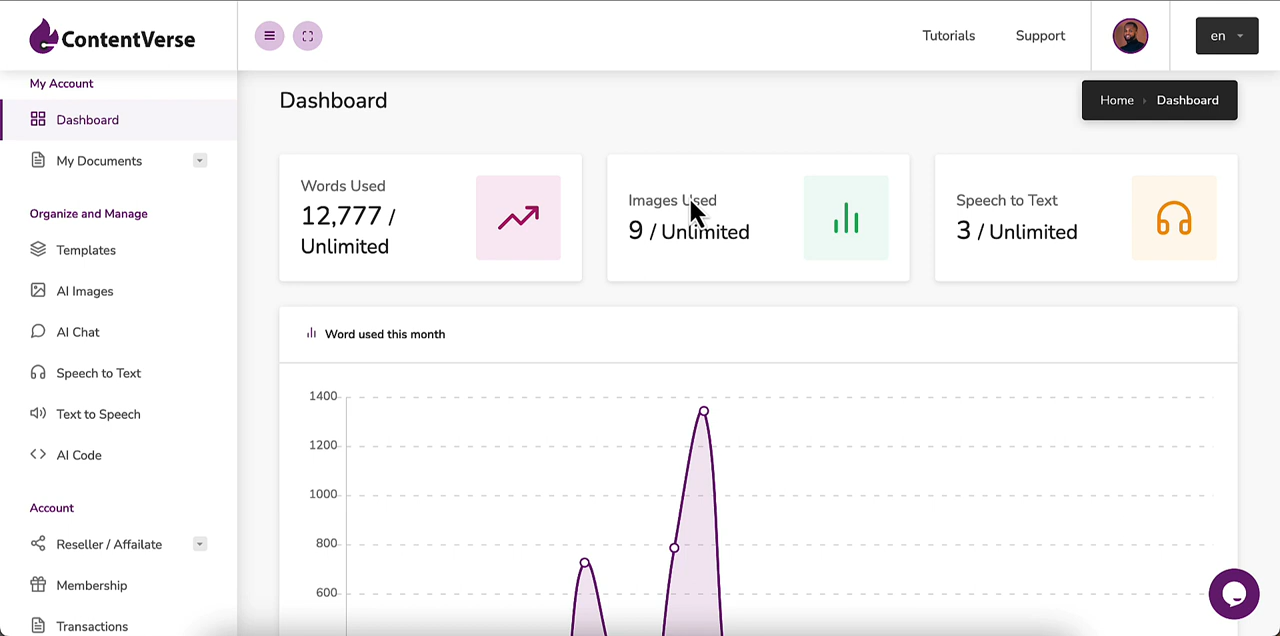 ContentVerse
Tutorials
Support
en
My Account
Dashboard
My Documents
Organize and Manage
Templates
AI Images
AI Chat
Speech to Text
Text to Speech
AI Code
Account
Reseller / Affailate
Membership
Transactions
Dashboard
Home Dashboard
Words Used
12,777 /
Unlimited
Images Used
9 / Unlimited
Speech to Text
3 / Unlimited
Word used this month
1400
1200
1000
800
600